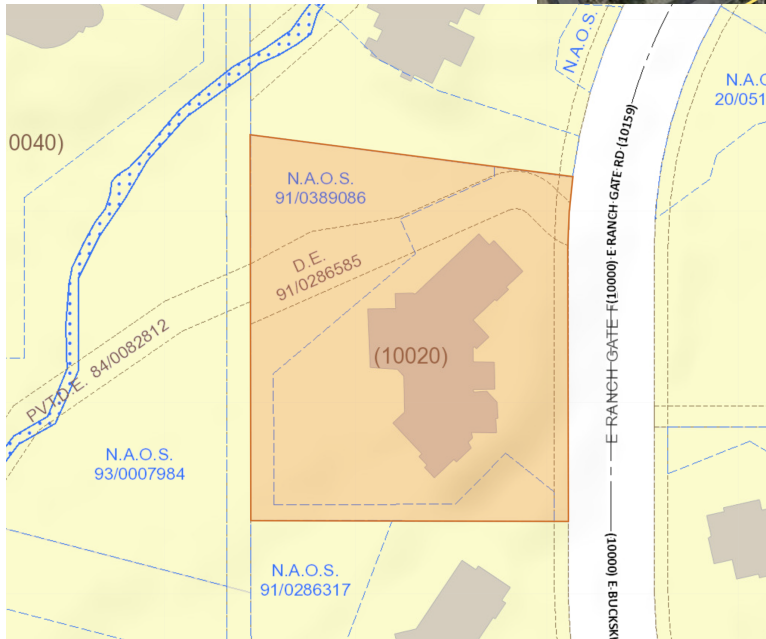 N.A.O.S.
N.A.O
20/051
0040)
N.A.O.S.
91/0389086
D.E.
91/0286585
PVT.D.E. 84/0082812
(10020)
N.A.O.S.
93/0007984
N.A.O.S.
91/0286317
(10000) E RANCH GATE RD (10159)
E RANCH GATE
(10000) E BUCKSK